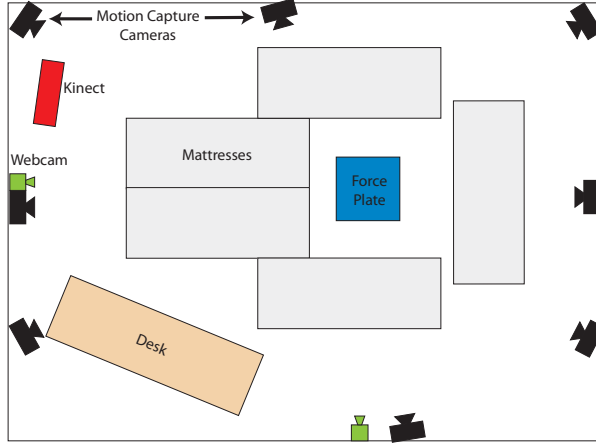 Motion Capture
Cameras
Kinect
Mattresses
Webcam
Force
Plate
Desk